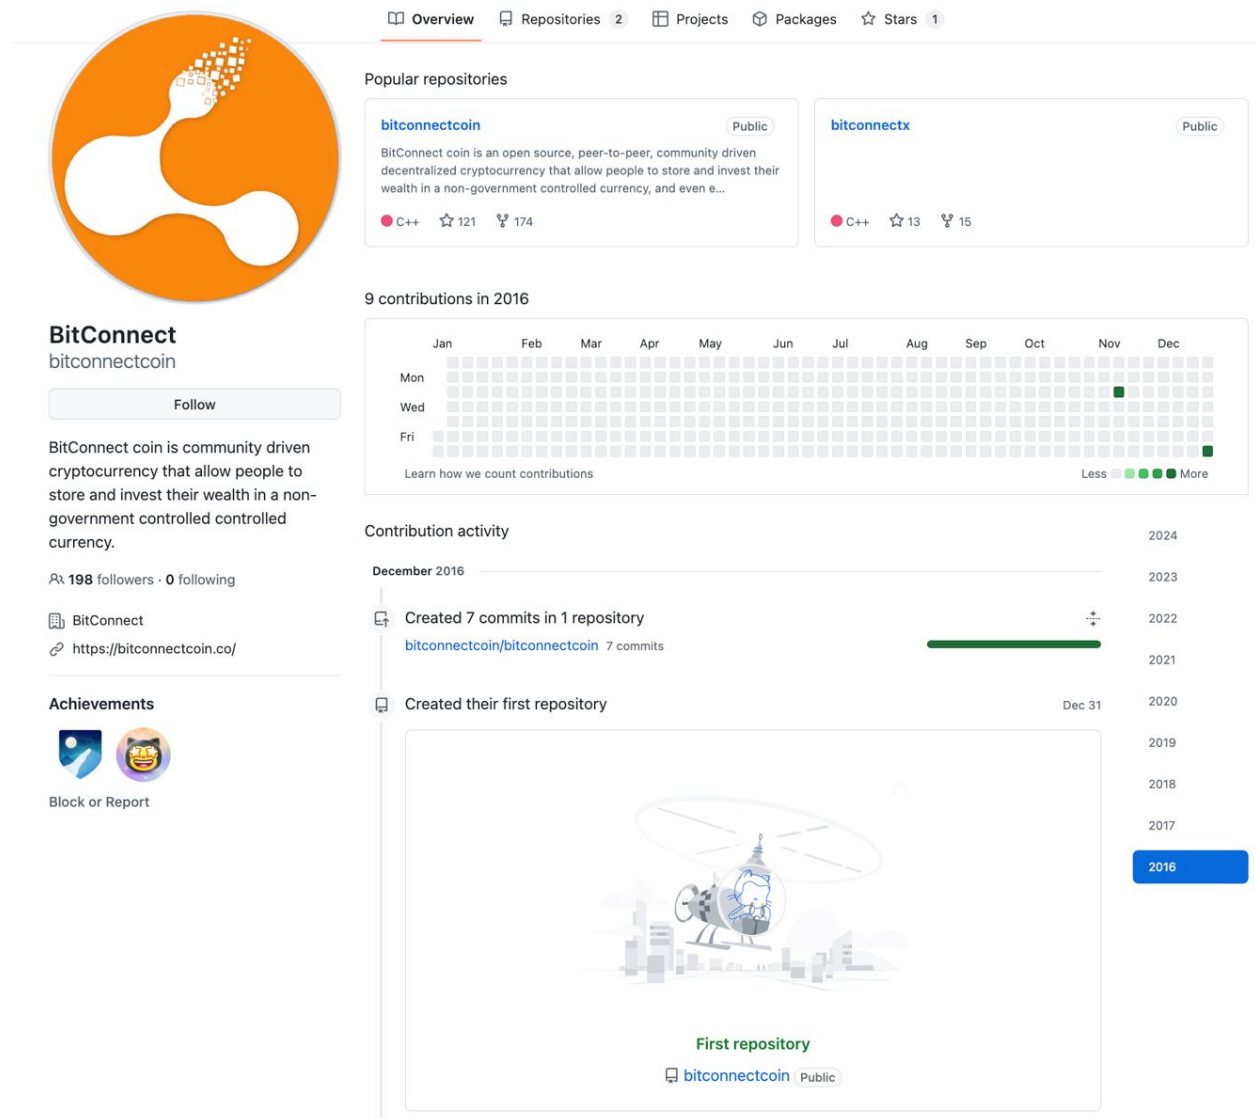 Overview Repositories 2 Projects Packages Stars 1
BitConnect
bitconnectcoin
Follow
BitConnect coin is community driven
cryptocurrency that allow people to
store and invest their wealth in a non-
government controlled controlled
currency.
198 followers · 0 following
BitConnect
https://bitconnectcoin.co/
Achievements
Block or Report
Popular repositories
bitconnectcoin Public
BitConnect coin is an open source, peer-to-peer, community driven
decentralized cryptocurrency that allow people to store and invest their
wealth in a non-government controlled currency, and even e...
C++ 121 174
bitconnectx Public
C++ 13 15
9 contributions in 2016
Jan Feb Mar Apr May Jun Jul Aug Sep Oct Nov Dec
Mon
Wed
Fri
Learn how we count contributions Less More
Contribution activity
December 2016
Created 7 commits in 1 repository
bitconnectcoin/bitconnectcoin 7 commits
Created their first repository Dec 31
First repository
bitconnectcoin Public
2024
2023
2022
2021
2020
2019
2018
2017
2016